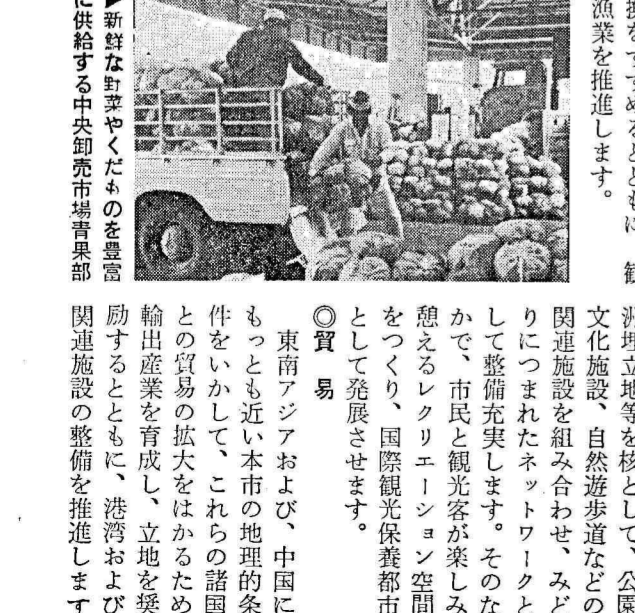 漁業を推進します。
▶新鮮な野菜やくだものを豊富
に供給する中央卸売市場青果部
洲埋立地等を核として、公園
文化施設、自然遊歩道などの
関連施設を組み合わせ、みど
りにつまれたネットワークと
して整備充実します。そのな
かで、市民と観光客が楽しみ
憩えるレクリエーション空間
をつくり、国際観光保養都市
として発展させます。
◎貿易
東南アジアおよび、中国に
もっとも近い本市の地理的条
件をいかして、これらの諸国
との貿易の拡大をはかるため
輸出産業を育成し、立地を奨
励するとともに、港湾および
関連施設の整備を推進します